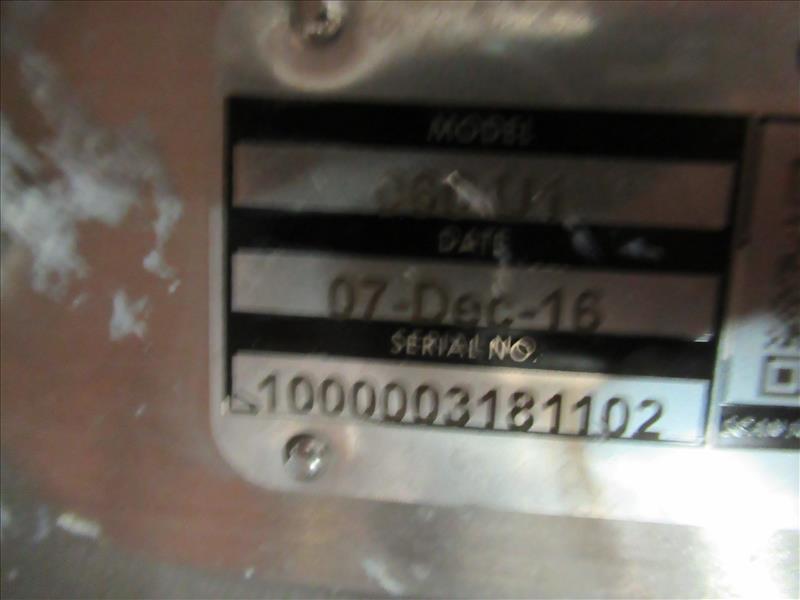 MODEL
DATE
07-Dec-16
SERIAL NO.
1000003181102